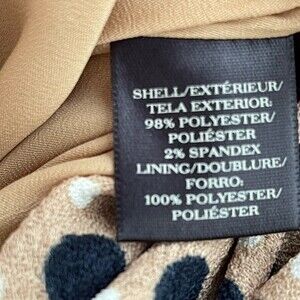 SHELL/EXTÉRIEUR/
TELA EXTERIOR:
98% POLYESTER/
POLIÉSTER
2% SPANDEX
LINING/DOUBLURE/
FORRO:
100% POLYESTER/
POLIÉSTER